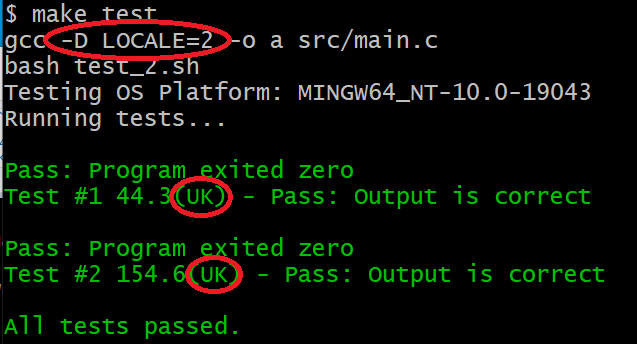 $ make test
gcc -D LOCALE=2 -o a src/main.c
bash test_2.sh
Testing OS Platform: MINGW64_NT-10.0-19043
Running tests...
Pass: Program exited zero
Test #1 44.3(UK) - Pass: Output is correct
Pass: Program exited zero
Test #2 154.6(UK) - Pass: Output is correct
All tests passed.